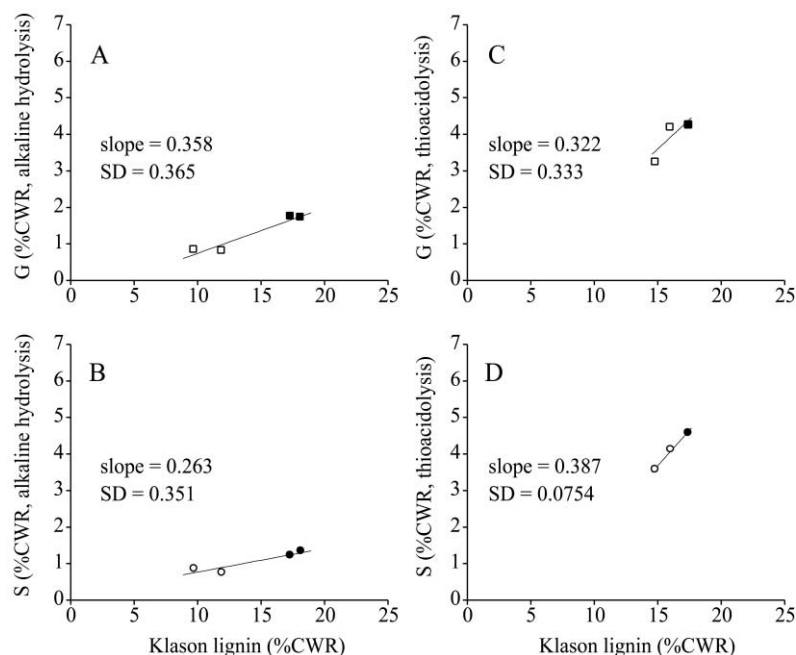 A
7
6
5
4
3
2
1
0
G (%CWR, alkaline hydrolysis)
slope = 0.358
SD = 0.365
0 5 10 15 20 25
C
7
6
5
4
3
2
1
0
G (%CWR, thioacidolysis)
slope = 0.322
SD = 0.333
0 5 10 15 20 25
B
7
6
5
4
3
2
1
0
S (%CWR, alkaline hydrolysis)
slope = 0.263
SD = 0.351
0 5 10 15 20 25
Klason lignin (%CWR)
D
7
6
5
4
3
2
1
0
S (%CWR, thioacidolysis)
slope = 0.387
SD = 0.0754
0 5 10 15 20 25
Klason lignin (%CWR)